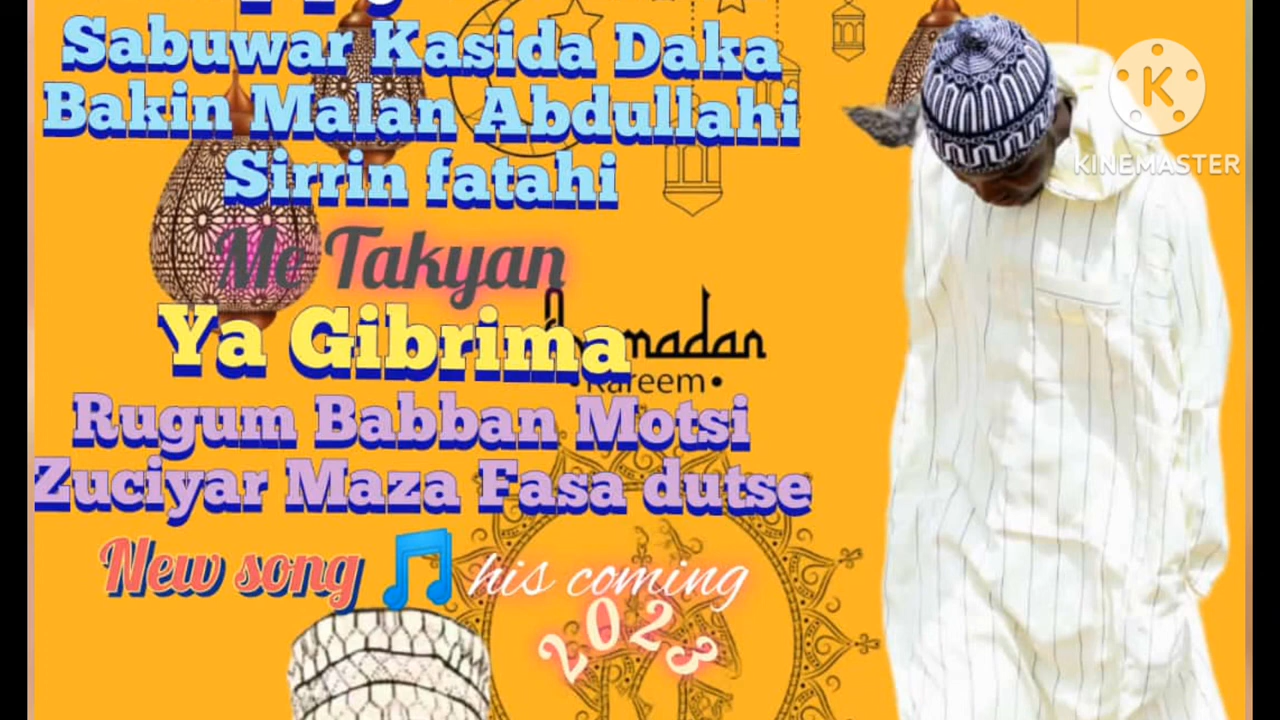 Sabuwar Kasida Daka
Bakin Malan Abdullahi
Sirrin fatahi
Me Takyan
Ya Gibrima
Ramadan
Kareem
Rugum Babban Motsi
Zuciyar Maza Fasa dutse
New song 🎵 his coming
2023
K
KINEMASTER